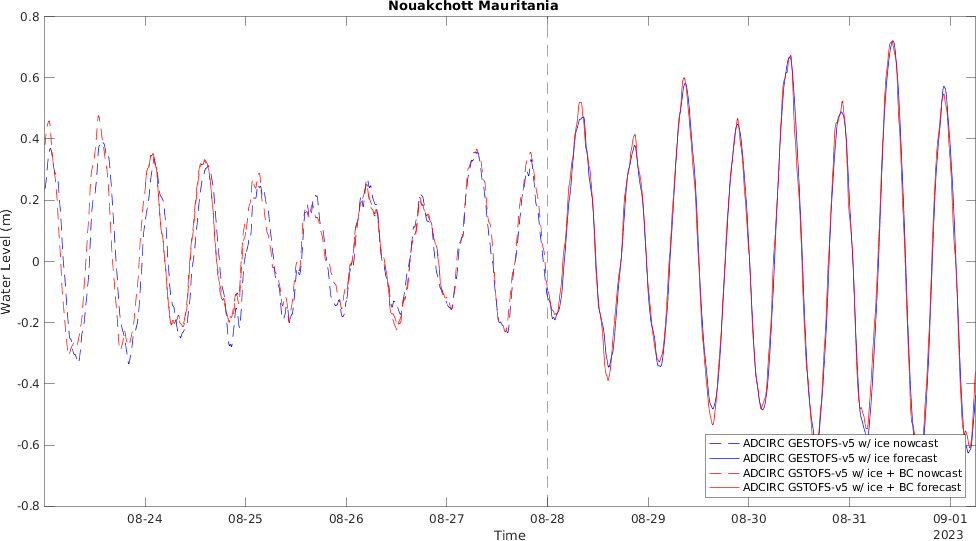 Nouakchott Mauritania
0.8
0.6
0.4
0.2
0
-0.2
-0.4
-0.6
-0.8
Water Level (m)
08-24 08-25 08-26 08-27 08-28 08-29 08-30 08-31 09-01
2023
Time
ADCIRC GESTOFS-v5 w/ ice nowcast
ADCIRC GESTOFS-v5 w/ ice forecast
ADCIRC GSTOFS-v5 w/ ice + BC nowcast
ADCIRC GSTOFS-v5 w/ ice + BC forecast